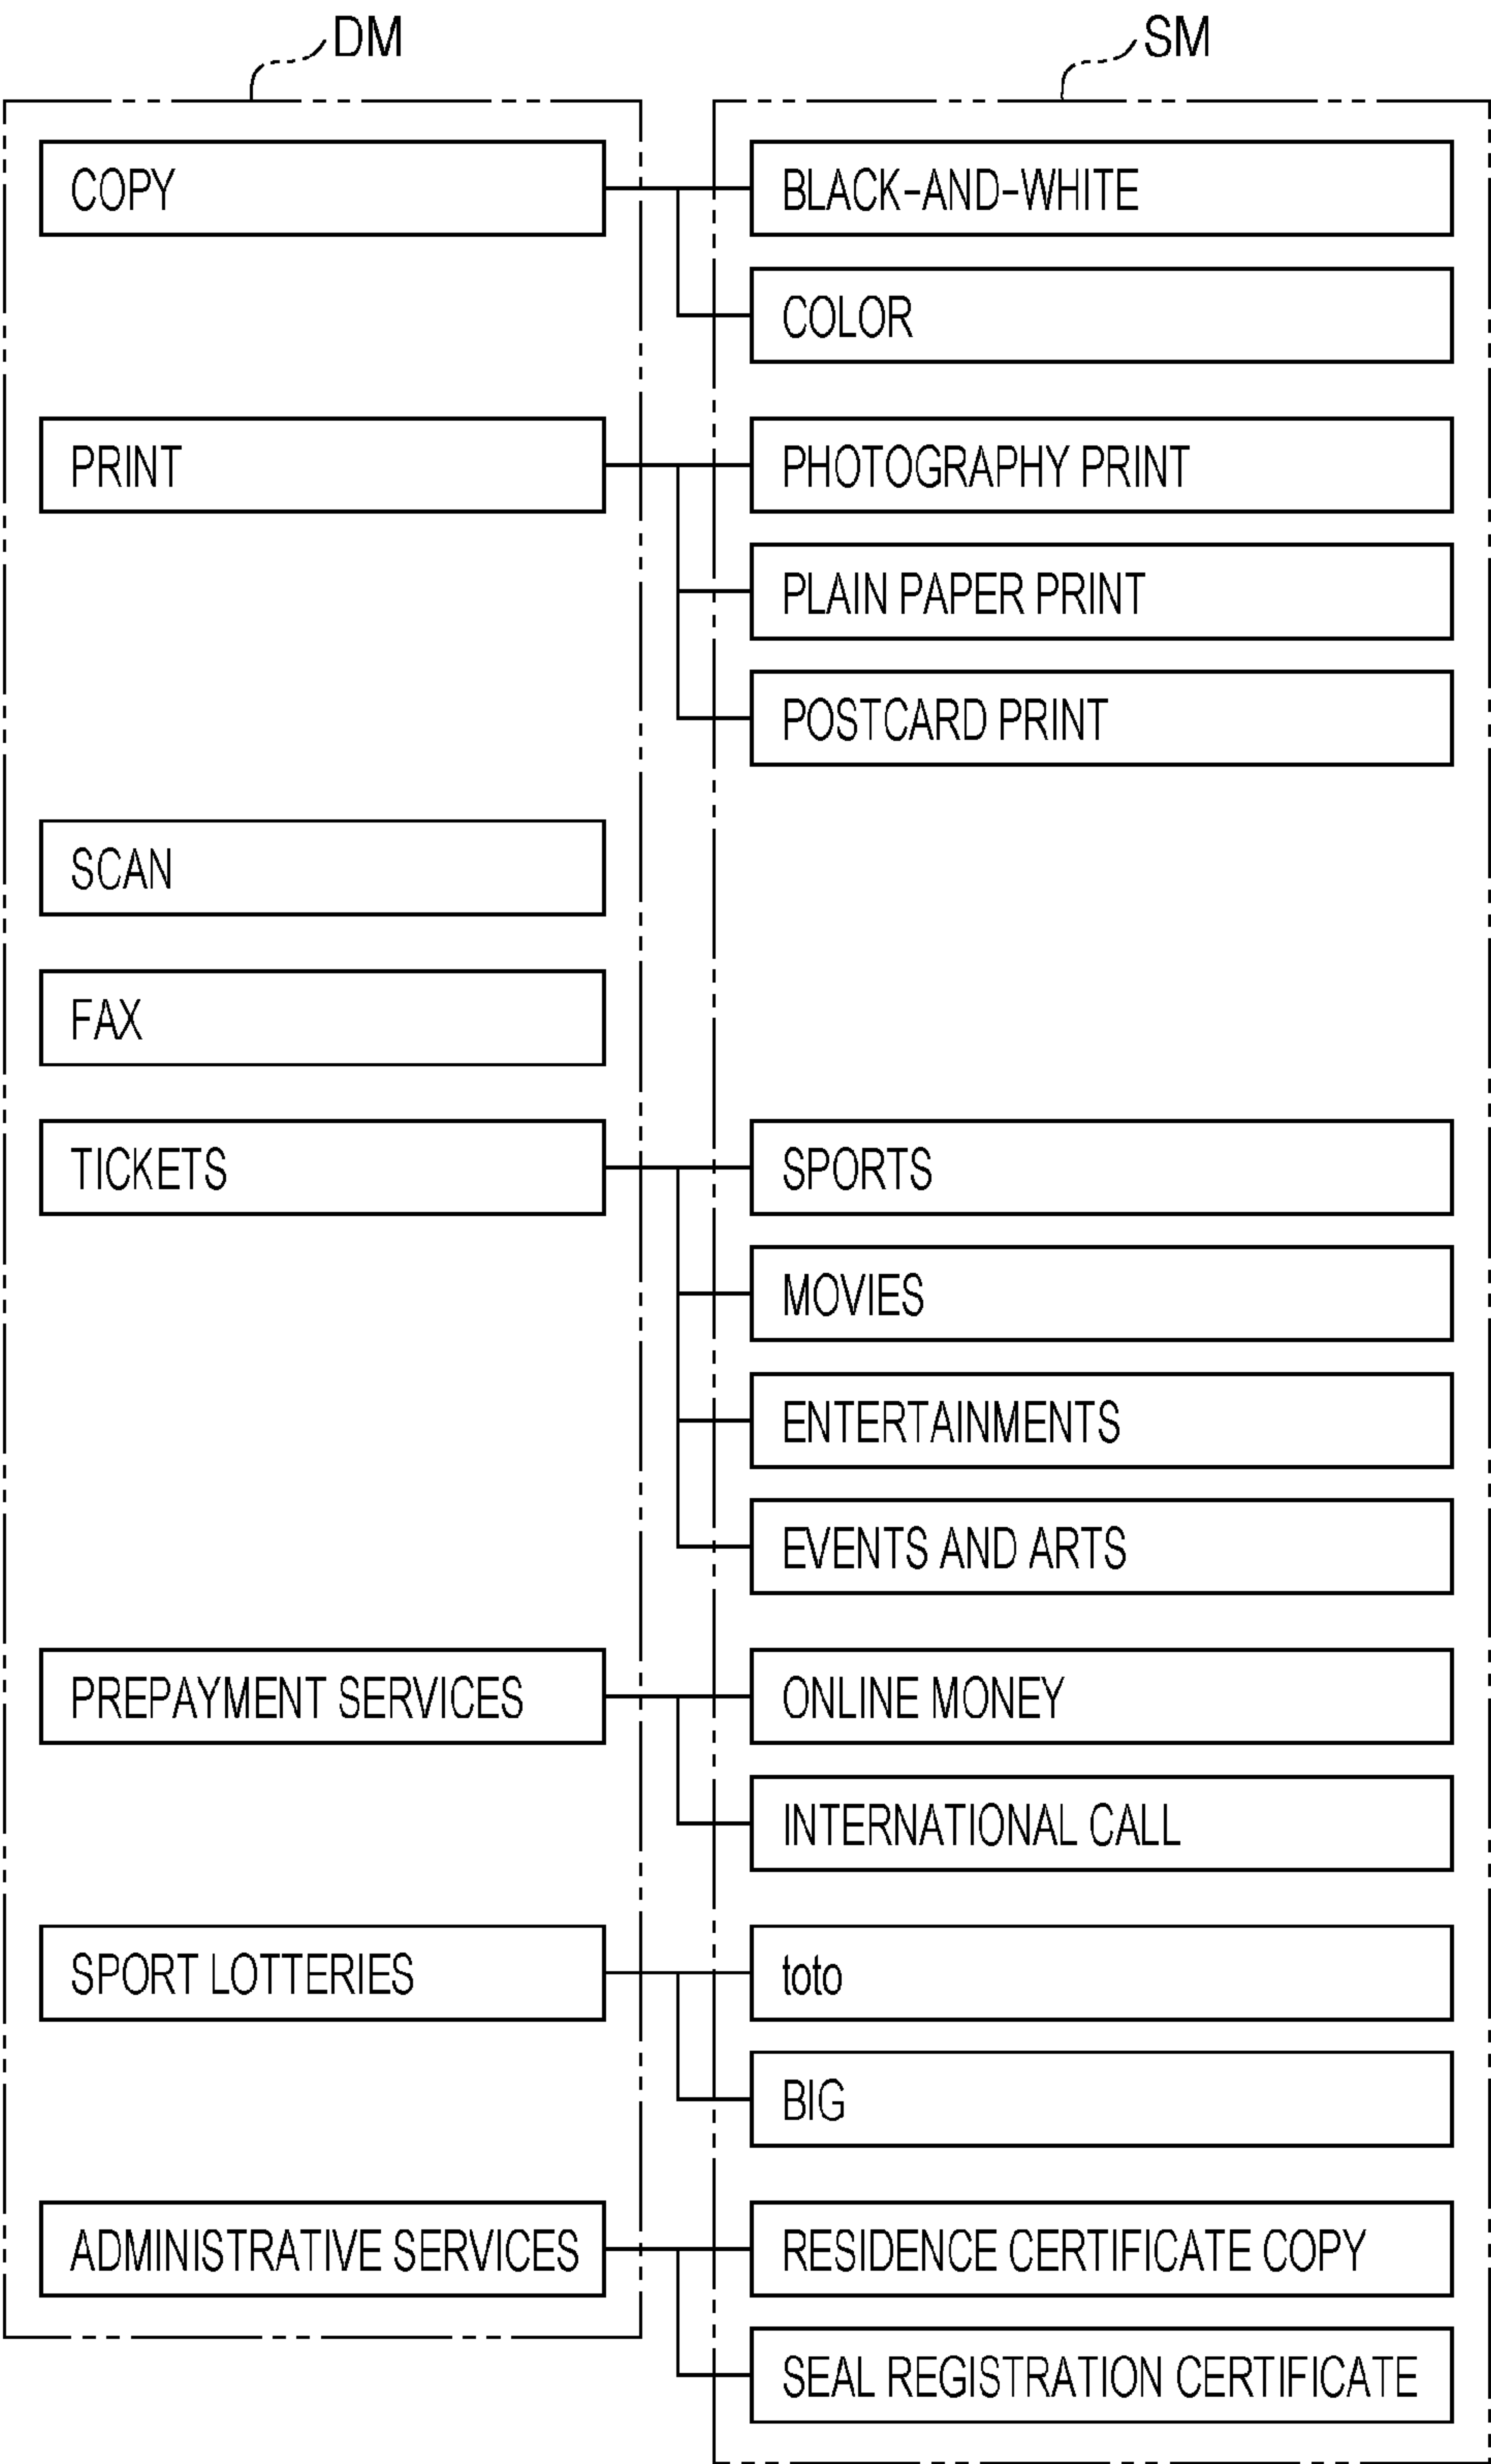 DM
SM
COPY
BLACK-AND-WHITE
COLOR
PRINT
PHOTOGRAPHY PRINT
PLAIN PAPER PRINT
POSTCARD PRINT
SCAN
FAX
TICKETS
SPORTS
MOVIES
ENTERTAINMENTS
EVENTS AND ARTS
PREPAYMENT SERVICES
ONLINE MONEY
INTERNATIONAL CALL
SPORT LOTTERIES
toto
BIG
ADMINISTRATIVE SERVICES
RESIDENCE CERTIFICATE COPY
SEAL REGISTRATION CERTIFICATE